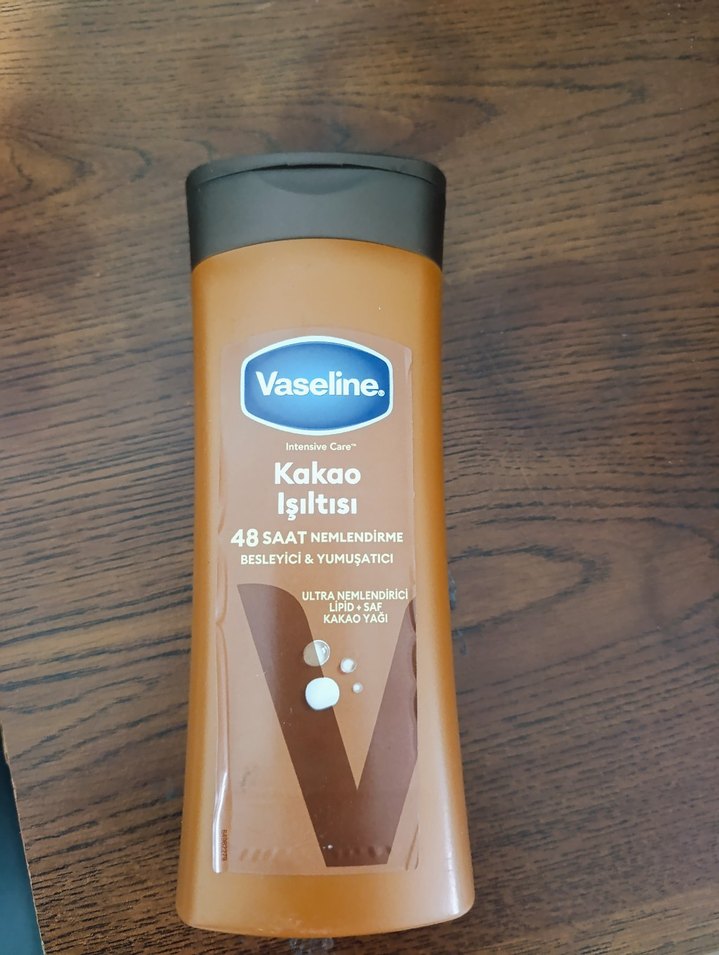 Vaseline®
Intensive Care™
Kakao
Işıltısı
48 SAAT NEMLENDİRME
BESLEYİCİ & YUMUŞATICI
ULTRA NEMLENDİRİCİ
LİPİD + SAF
KAKAO YAĞI